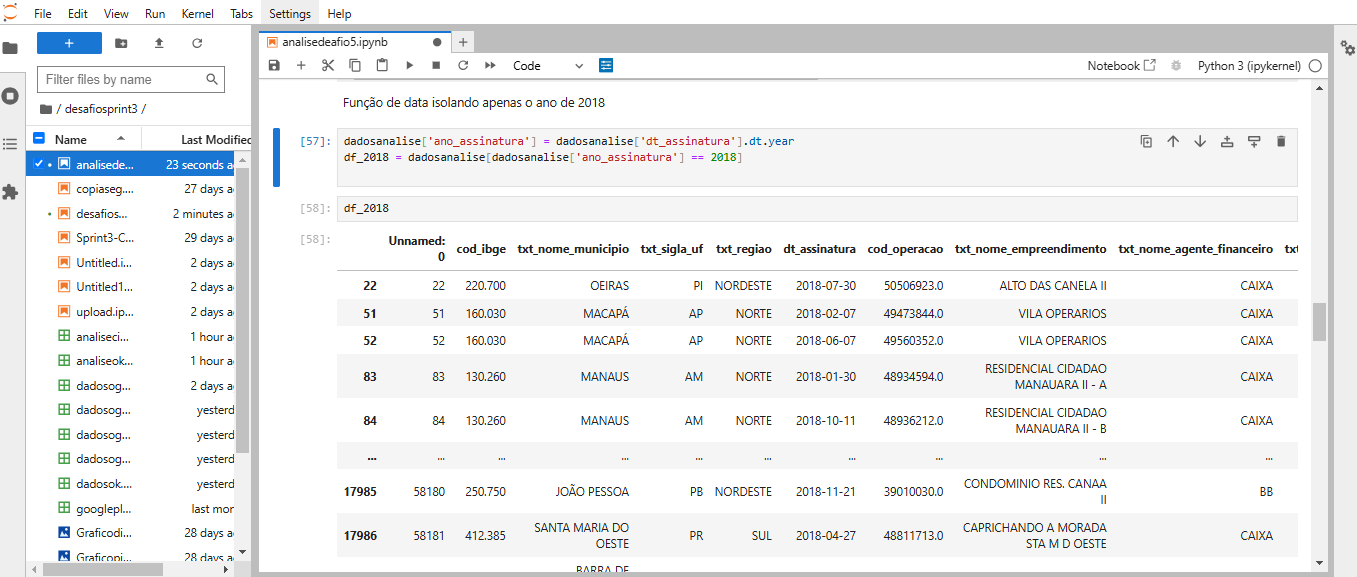 File Edit View Run Kernel Tabs Settings Help
Filter files by name
/ desafiosprint3 /
Name Last Modified
analisede... 23 seconds a
copiaseg.... 27 days a
desafios... 2 minutes a
Sprint3-C... 29 days a
Untitled.i... 2 days a
Untitled1... 2 days a
upload.ip... 2 days a
analiseci... 1 hour a
analiseok... 1 hour a
dadosog... 2 days a
dadosog... yesterd
dadosog... yesterd
dadosog... yesterd
dadosok.... yesterd
googlepl... last mor
Graficodi... 28 days a
Graficopi... 28 days a
analisedeafio5.ipynb
Code
Notebook
Python 3 (ipykernel)
Função de data isolando apenas o ano de 2018
[57]: dadosanalise['ano_assinatura'] = dadosanalise['dt_assinatura'].dt.year
df_2018 = dadosanalise[dadosanalise['ano_assinatura'] == 2018]
[58]: df_2018
[58]: Unnamed: 0 cod_ibge txt_nome_municipio txt_sigla_uf txt_regiao dt_assinatura cod_operacao txt_nome_empreendimento txt_nome_agente_financeiro txt
22 22 220.700 OEIRAS PI NORDESTE 2018-07-30 50506923.0 ALTO DAS CANELA II CAIXA
51 51 160.030 MACAPÁ AP NORTE 2018-02-07 49473844.0 VILA OPERARIOS CAIXA
52 52 160.030 MACAPÁ AP NORTE 2018-06-07 49560352.0 VILA OPERARIOS CAIXA
83 83 130.260 MANAUS AM NORTE 2018-01-30 48934594.0 RESIDENCIAL CIDADAO MANAUARA II - A CAIXA
84 84 130.260 MANAUS AM NORTE 2018-10-11 48936212.0 RESIDENCIAL CIDADAO MANAUARA II - B CAIXA
... ... ... ... ... ... ... ... ... ...
17985 58180 250.750 JOÃO PESSOA PB NORDESTE 2018-11-21 39010030.0 CONDOMINIO RES. CANAA II BB
17986 58181 412.385 SANTA MARIA DO OESTE PR SUL 2018-04-27 48811713.0 CAPRICHANDO A MORADA STA M D OESTE CAIXA
BARRA DE